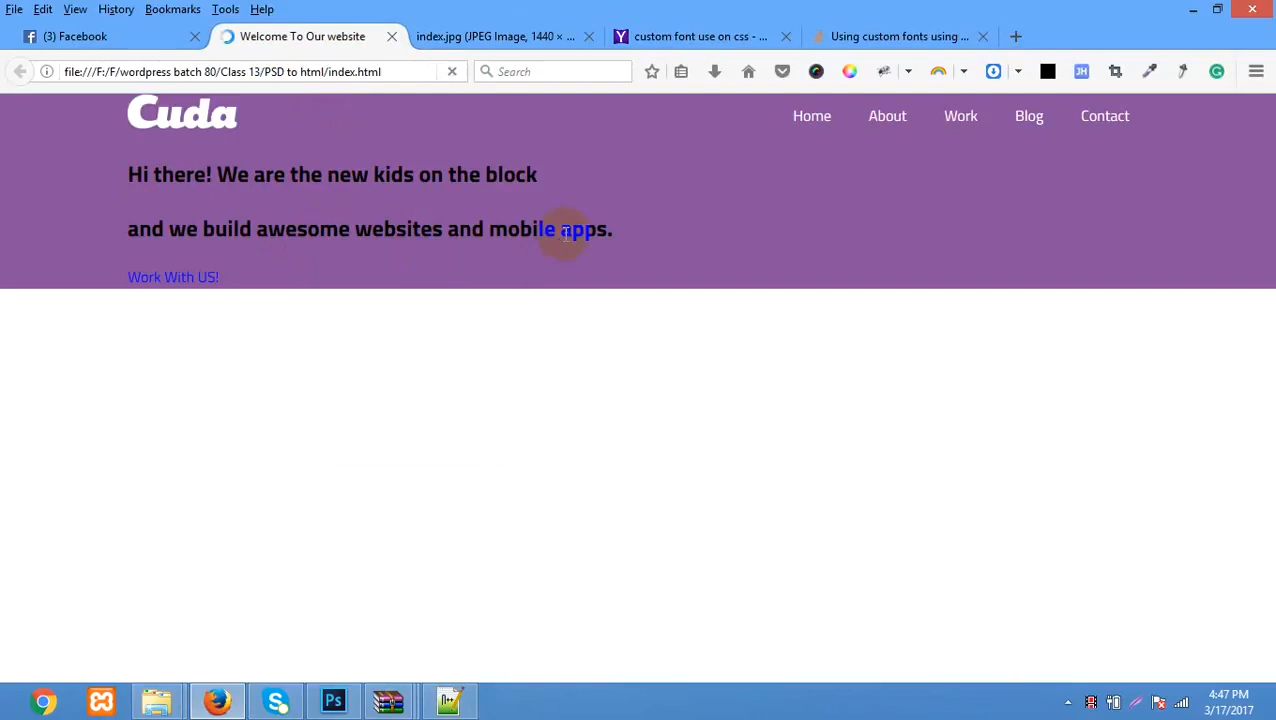 File Edit View History Bookmarks Tools Help
(3) Facebook
Welcome To Our website
index.jpg (JPEG Image, 1440 × ...
Y custom font use on css - ...
Using custom fonts using ...
file:///F:/F/wordpress batch 80/Class 13/PSD to html/index.html
Search
JH
Cuda
Home About Work Blog Contact
Hi there! We are the new kids on the block
and we build awesome websites and mobile apps.
Work With US!
Ps
4:47 PM
3/17/2017